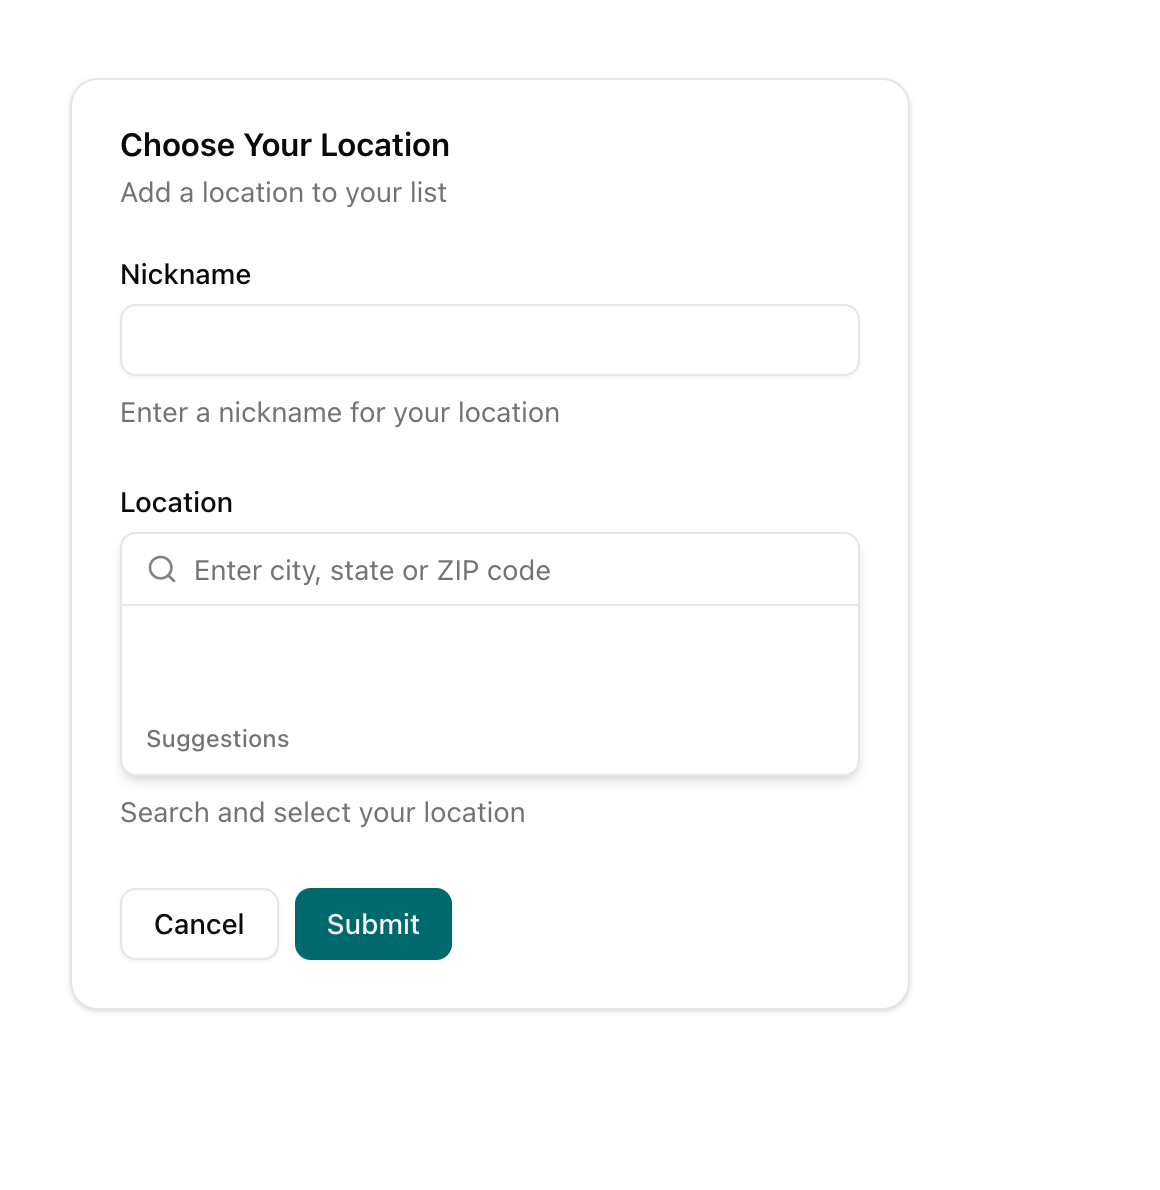 Choose Your Location
Add a location to your list
Nickname
Enter a nickname for your location
Location
Enter city, state or ZIP code
Suggestions
Search and select your location
Cancel
Submit